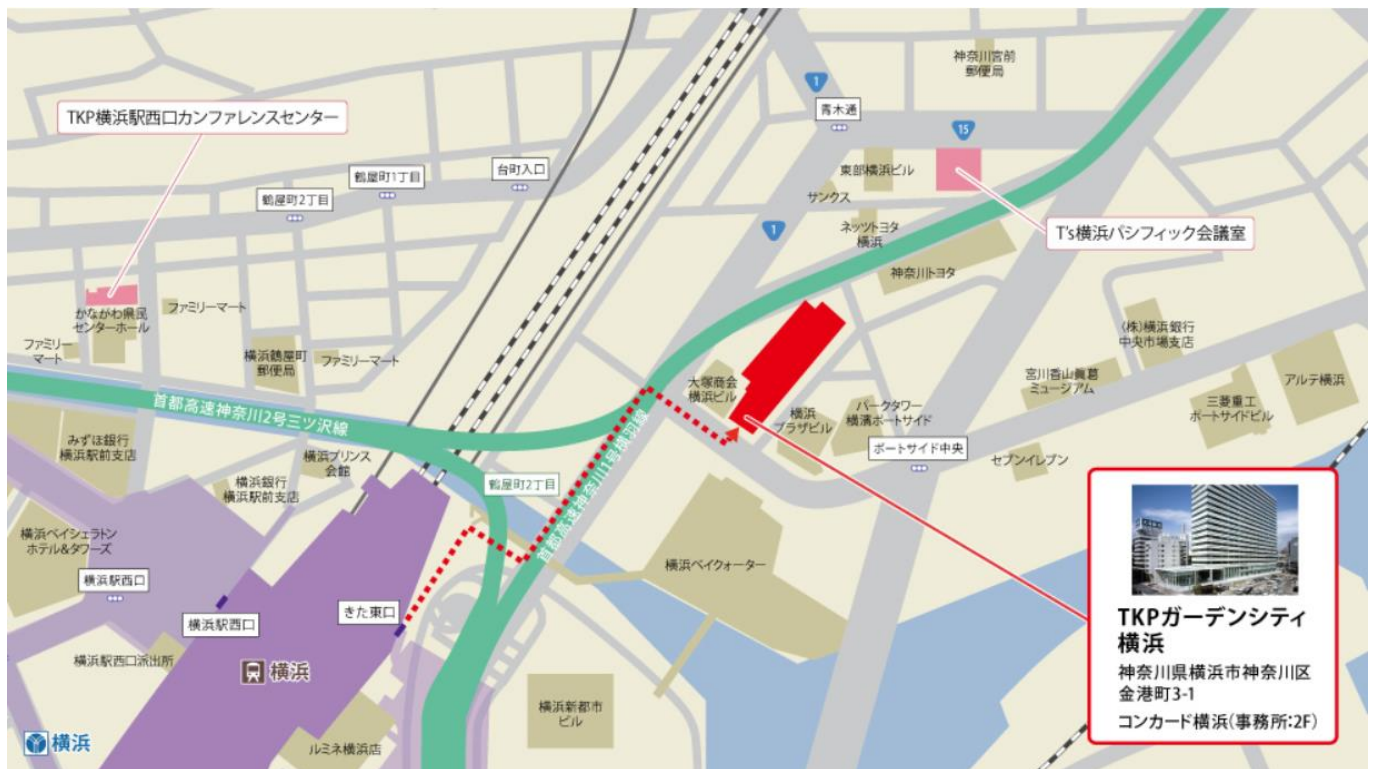 神奈川宮前
郵便局
1
青木通
15
TKP横浜駅西口カンファレンスセンター
台町入口
鶴屋町1丁目
鶴屋町2丁目
東部横浜ビル
サンクス
1
ネッツトヨタ
横浜
T's横浜パシフィック会議室
神奈川トヨタ
かながわ県民
センターホール
ファミリーマート
ファミリー
マート
横浜鶴屋町
郵便局
ファミリーマート
(株)横浜銀行
中央市場支店
大塚商会
横浜ビル
宮川香山眞葛
ミュージアム
アルテ横浜
首都高速神奈川2号三ツ沢線
首都高速神奈川1号横羽線
横浜
プラザビル
パークタワー
横濱ポートサイド
三菱重工
ポートサイドビル
ポートサイド中央
セブンイレブン
みずほ銀行
横浜駅前支店
横浜プリンス
会館
横浜銀行
横浜駅前支店
鶴屋町2丁目
横浜ベイシェラトン
ホテル&タワーズ
横浜ベイクォーター
横浜駅西口
きた東口
横浜駅西口
横浜駅西口派出所
横浜
横浜新都市
ビル
ルミネ横浜店
横浜
TKPガーデンシティ
横浜
神奈川県横浜市神奈川区
金港町3-1
コンカード横浜(事務所:2F)